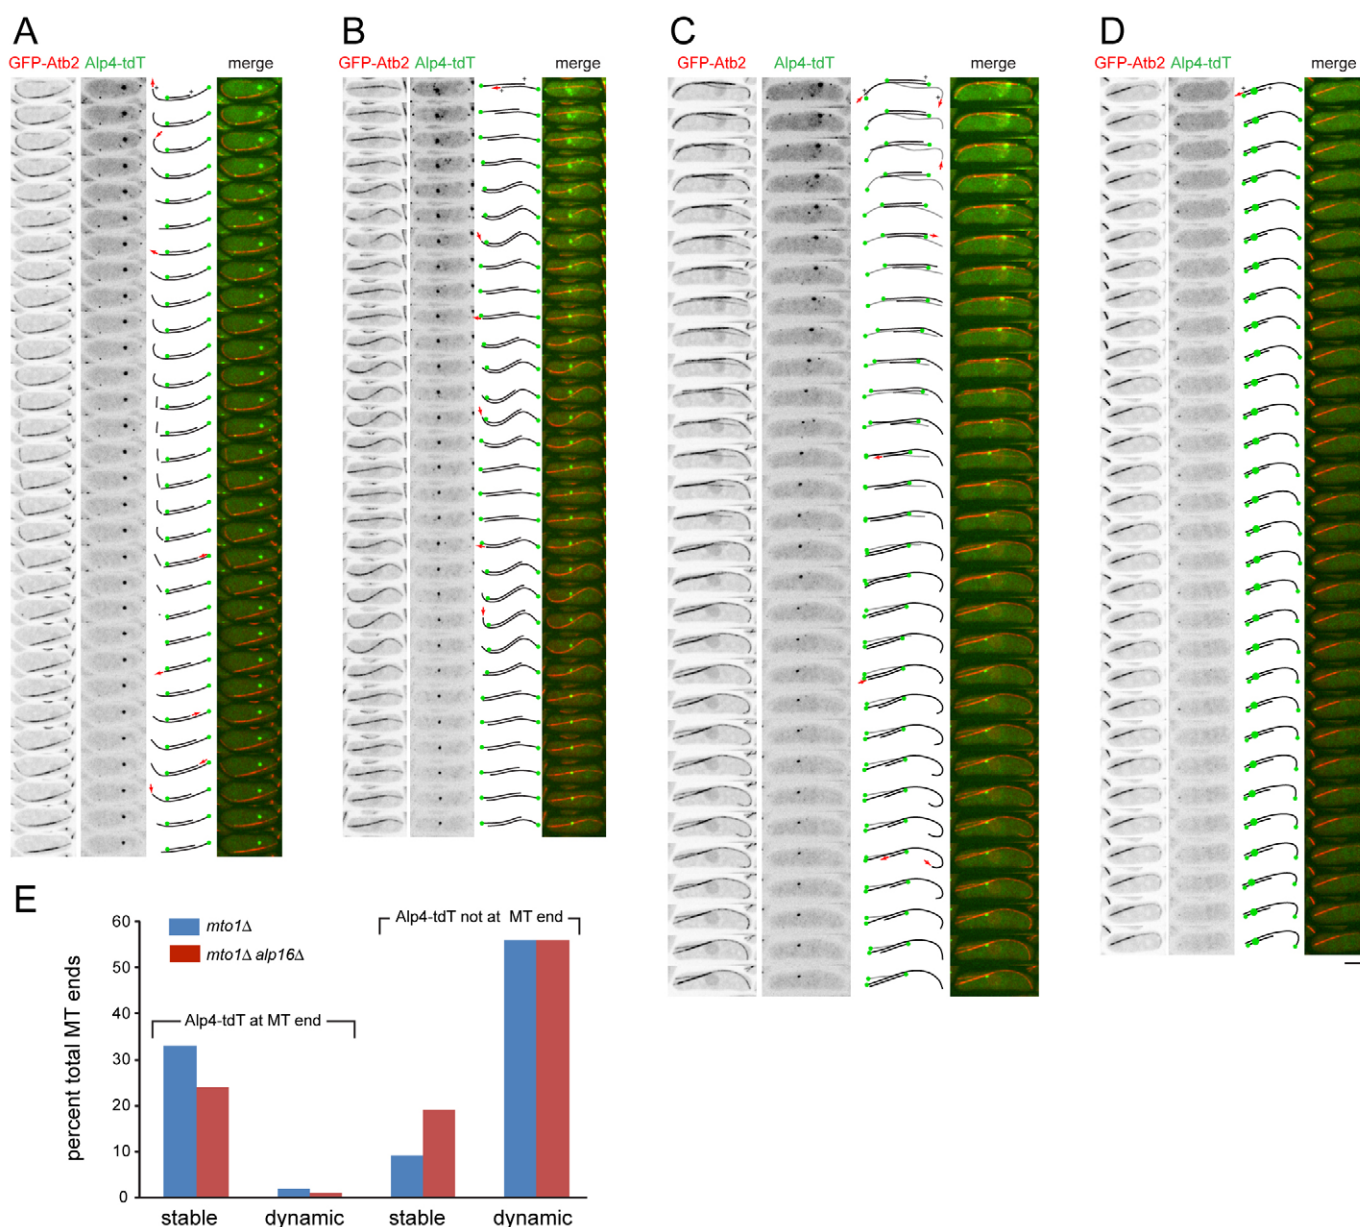 A
GFP-Atb2 Alp4-tdT merge
B
GFP-Atb2 Alp4-tdT merge
C
GFP-Atb2 Alp4-tdT merge
D
GFP-Atb2 Alp4-tdT merge
E
percent total MT ends
60
50
40
30
20
10
0
mto1Δ
mto1Δ alp16Δ
Alp4-tdT at MT end
Alp4-tdT not at MT end
stable dynamic stable dynamic